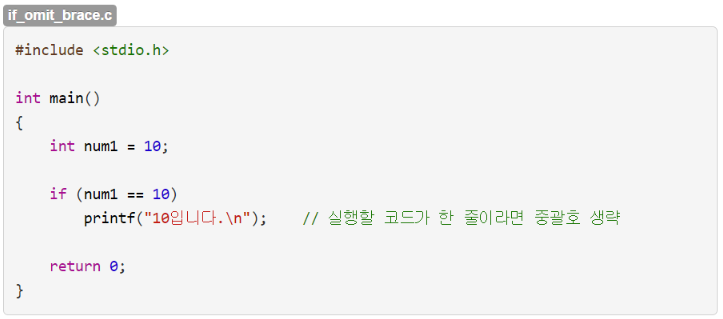 if_omit_brace.c
#include <stdio.h>
int main()
{
    int num1 = 10;
    if (num1 == 10)
        printf("10입니다.\n");    // 실행할 코드가 한 줄이라면 중괄호 생략
    return 0;
}